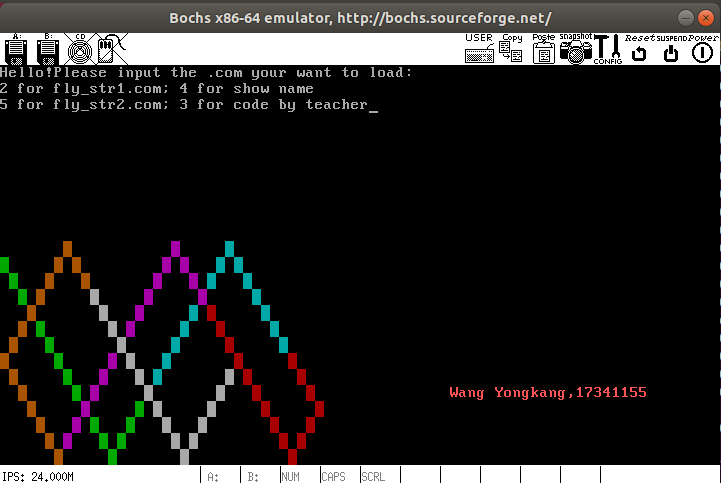 Bochs x86-64 emulator, http://bochs.sourceforge.net/
A: B: CD USER Copy Poste snapshot CONFIG Reset SUSPEND Power
Hello!Please input the .com your want to load:
2 for fly_str1.com; 4 for show name
5 for fly_str2.com; 3 for code by teacher_
Wang Yongkang,17341155
IPS: 24.000M A: B: NUM CAPS SCRL